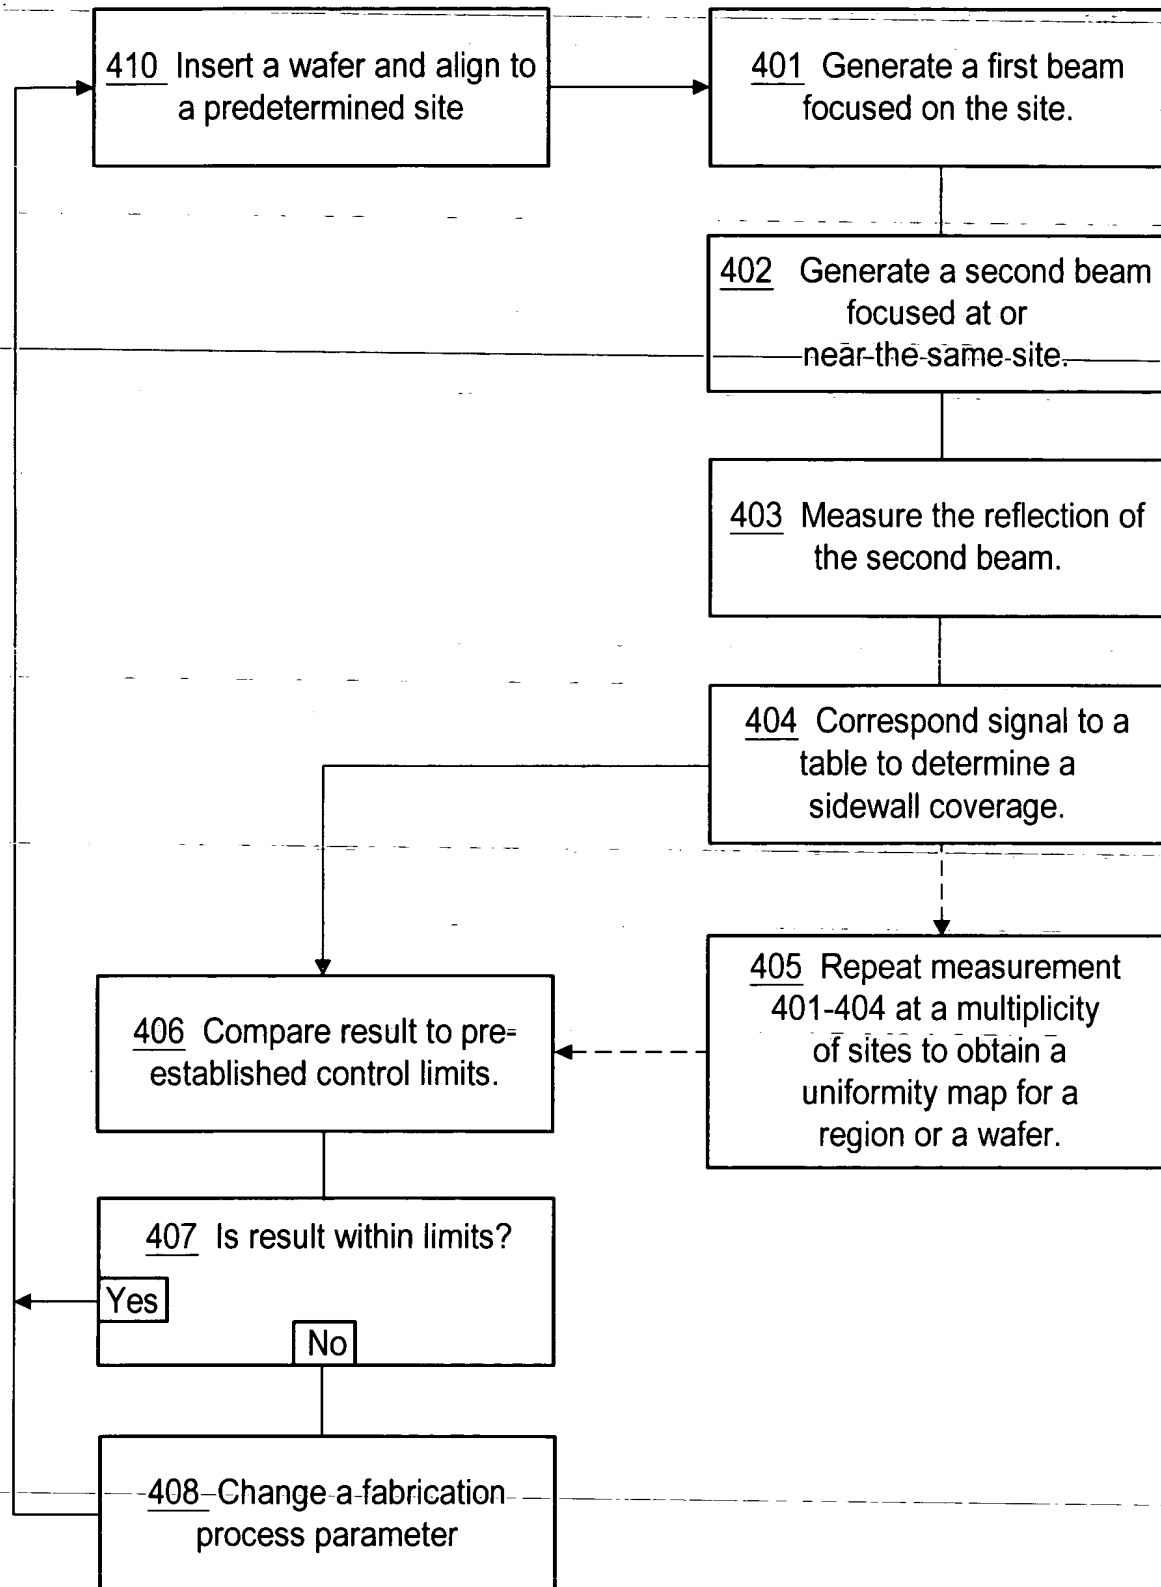 410 Insert a wafer and align to
a predetermined site
401 Generate a first beam
focused on the site.
402 Generate a second beam
focused at or
near the same site.
403 Measure the reflection of
the second beam.
404 Correspond signal to a
table to determine a
sidewall coverage.
405 Repeat measurement
401-404 at a multiplicity
of sites to obtain a
uniformity map for a
region or a wafer.
406 Compare result to pre-
established control limits.
407 Is result within limits?
Yes
No
408 Change a fabrication
process parameter